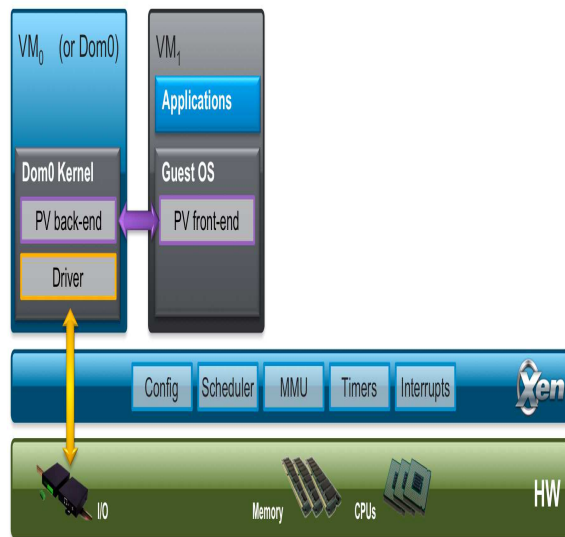 VM0 (or Dom0)
VM1
Applications
Dom0 Kernel
Guest OS
PV back-end
PV front-end
Driver
Config
Scheduler
MMU
Timers
Interrupts
Xen
I/O
Memory
CPUs
HW